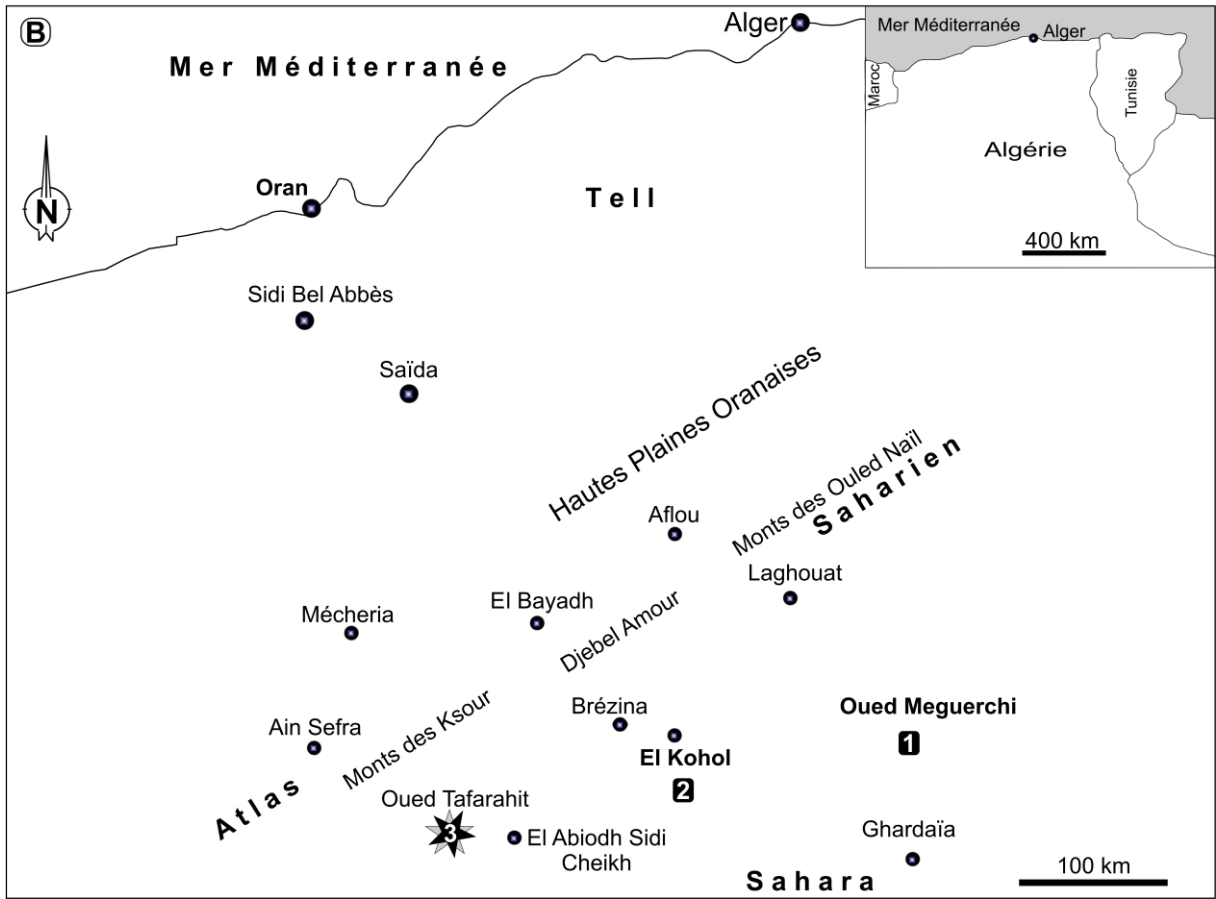 B
Alger
Mer Méditerranée
Mer Méditerranée
Alger
Maroc
Tunisie
Algérie
400 km
N
Oran
Tell
Sidi Bel Abbès
Saïda
Hautes Plaines Oranaises
Aflou
Monts des Ouled Naïl
Saharien
Laghouat
El Bayadh
Mécheria
Djebel Amour
Brézina
Oued Meguerchi
1
Ain Sefra
Monts des Ksour
El Kohol
2
Atlas
Oued Tafarahit
3
El Abiodh Sidi
Cheikh
Ghardaïa
Sahara
100 km